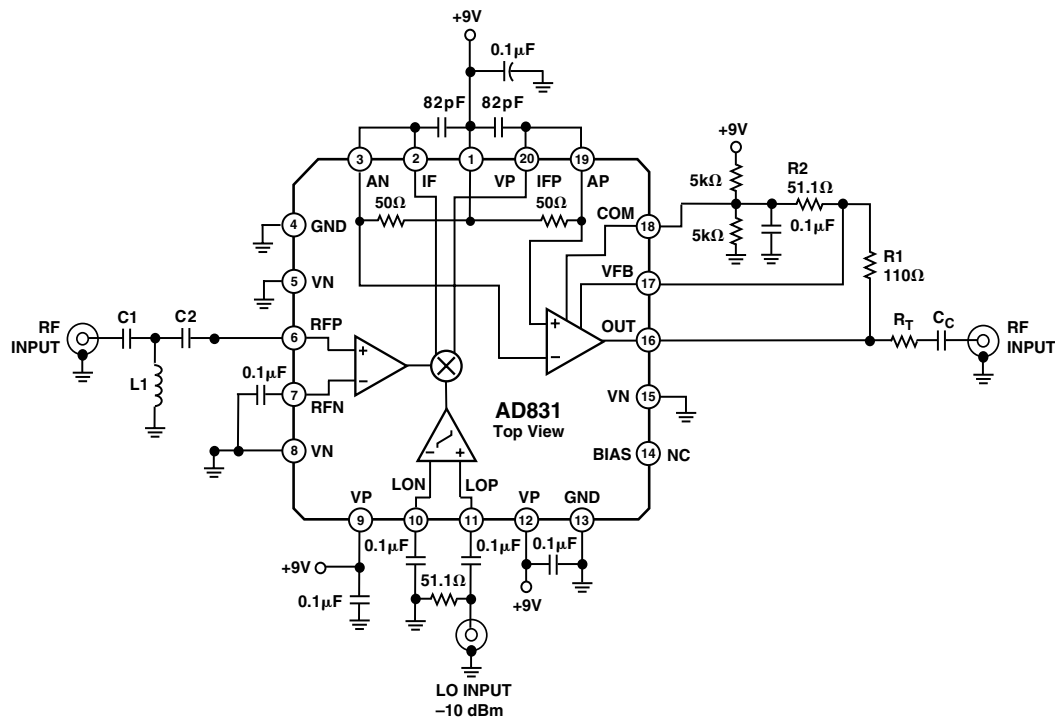 +9V
0.1µF
82pF 82pF
3 2 1 20 19
AN IF VP IFP AP
50Ω 50Ω
+9V
5kΩ
R2
51.1Ω
COM
18
5kΩ
0.1µF
4 GND
5 VN
VFB
17
R1
110Ω
RF
INPUT
C1 C2
6
RFP
L1
0.1µF
7
RFN
8 VN
+
–
+
–
OUT
16
RT CC
RF
INPUT
AD831
Top View
VN
15
BIAS 14 NC
– +
LON LOP
VP VP GND
9 10 11 12 13
0.1µF 0.1µF 0.1µF
+9V
51.1Ω
0.1µF
+9V
LO INPUT
–10 dBm